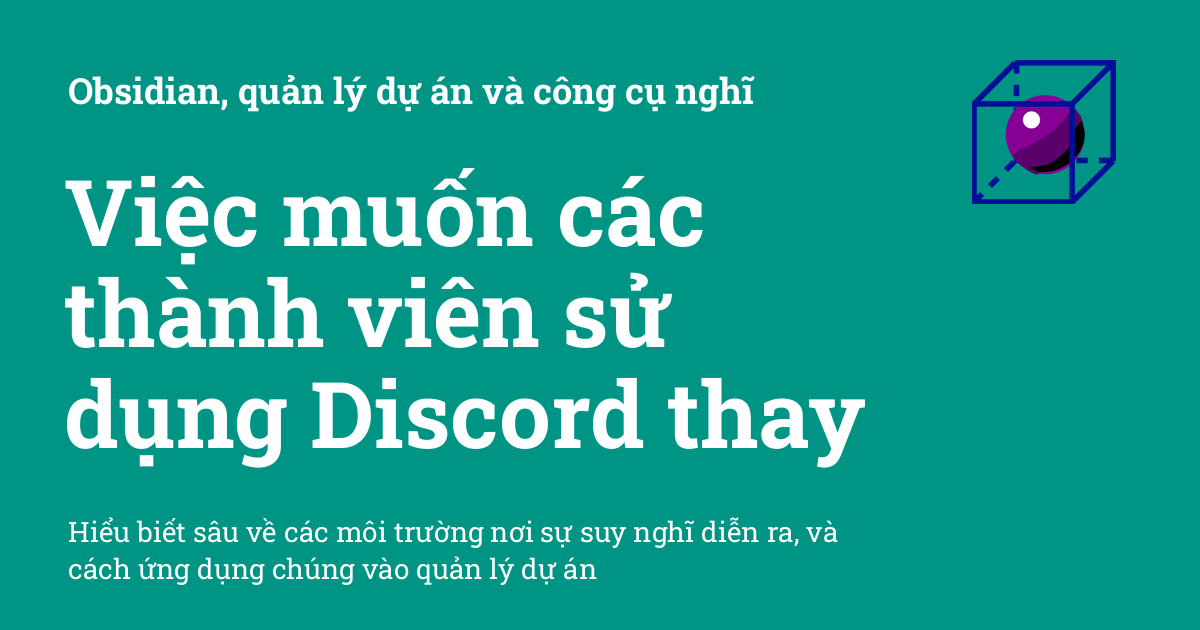 Obsidian, quản lý dự án và công cụ nghĩ
Việc muốn các
thành viên sử
dụng Discord thay
Hiểu biết sâu về các môi trường nơi sự suy nghĩ diễn ra, và
cách ứng dụng chúng vào quản lý dự án